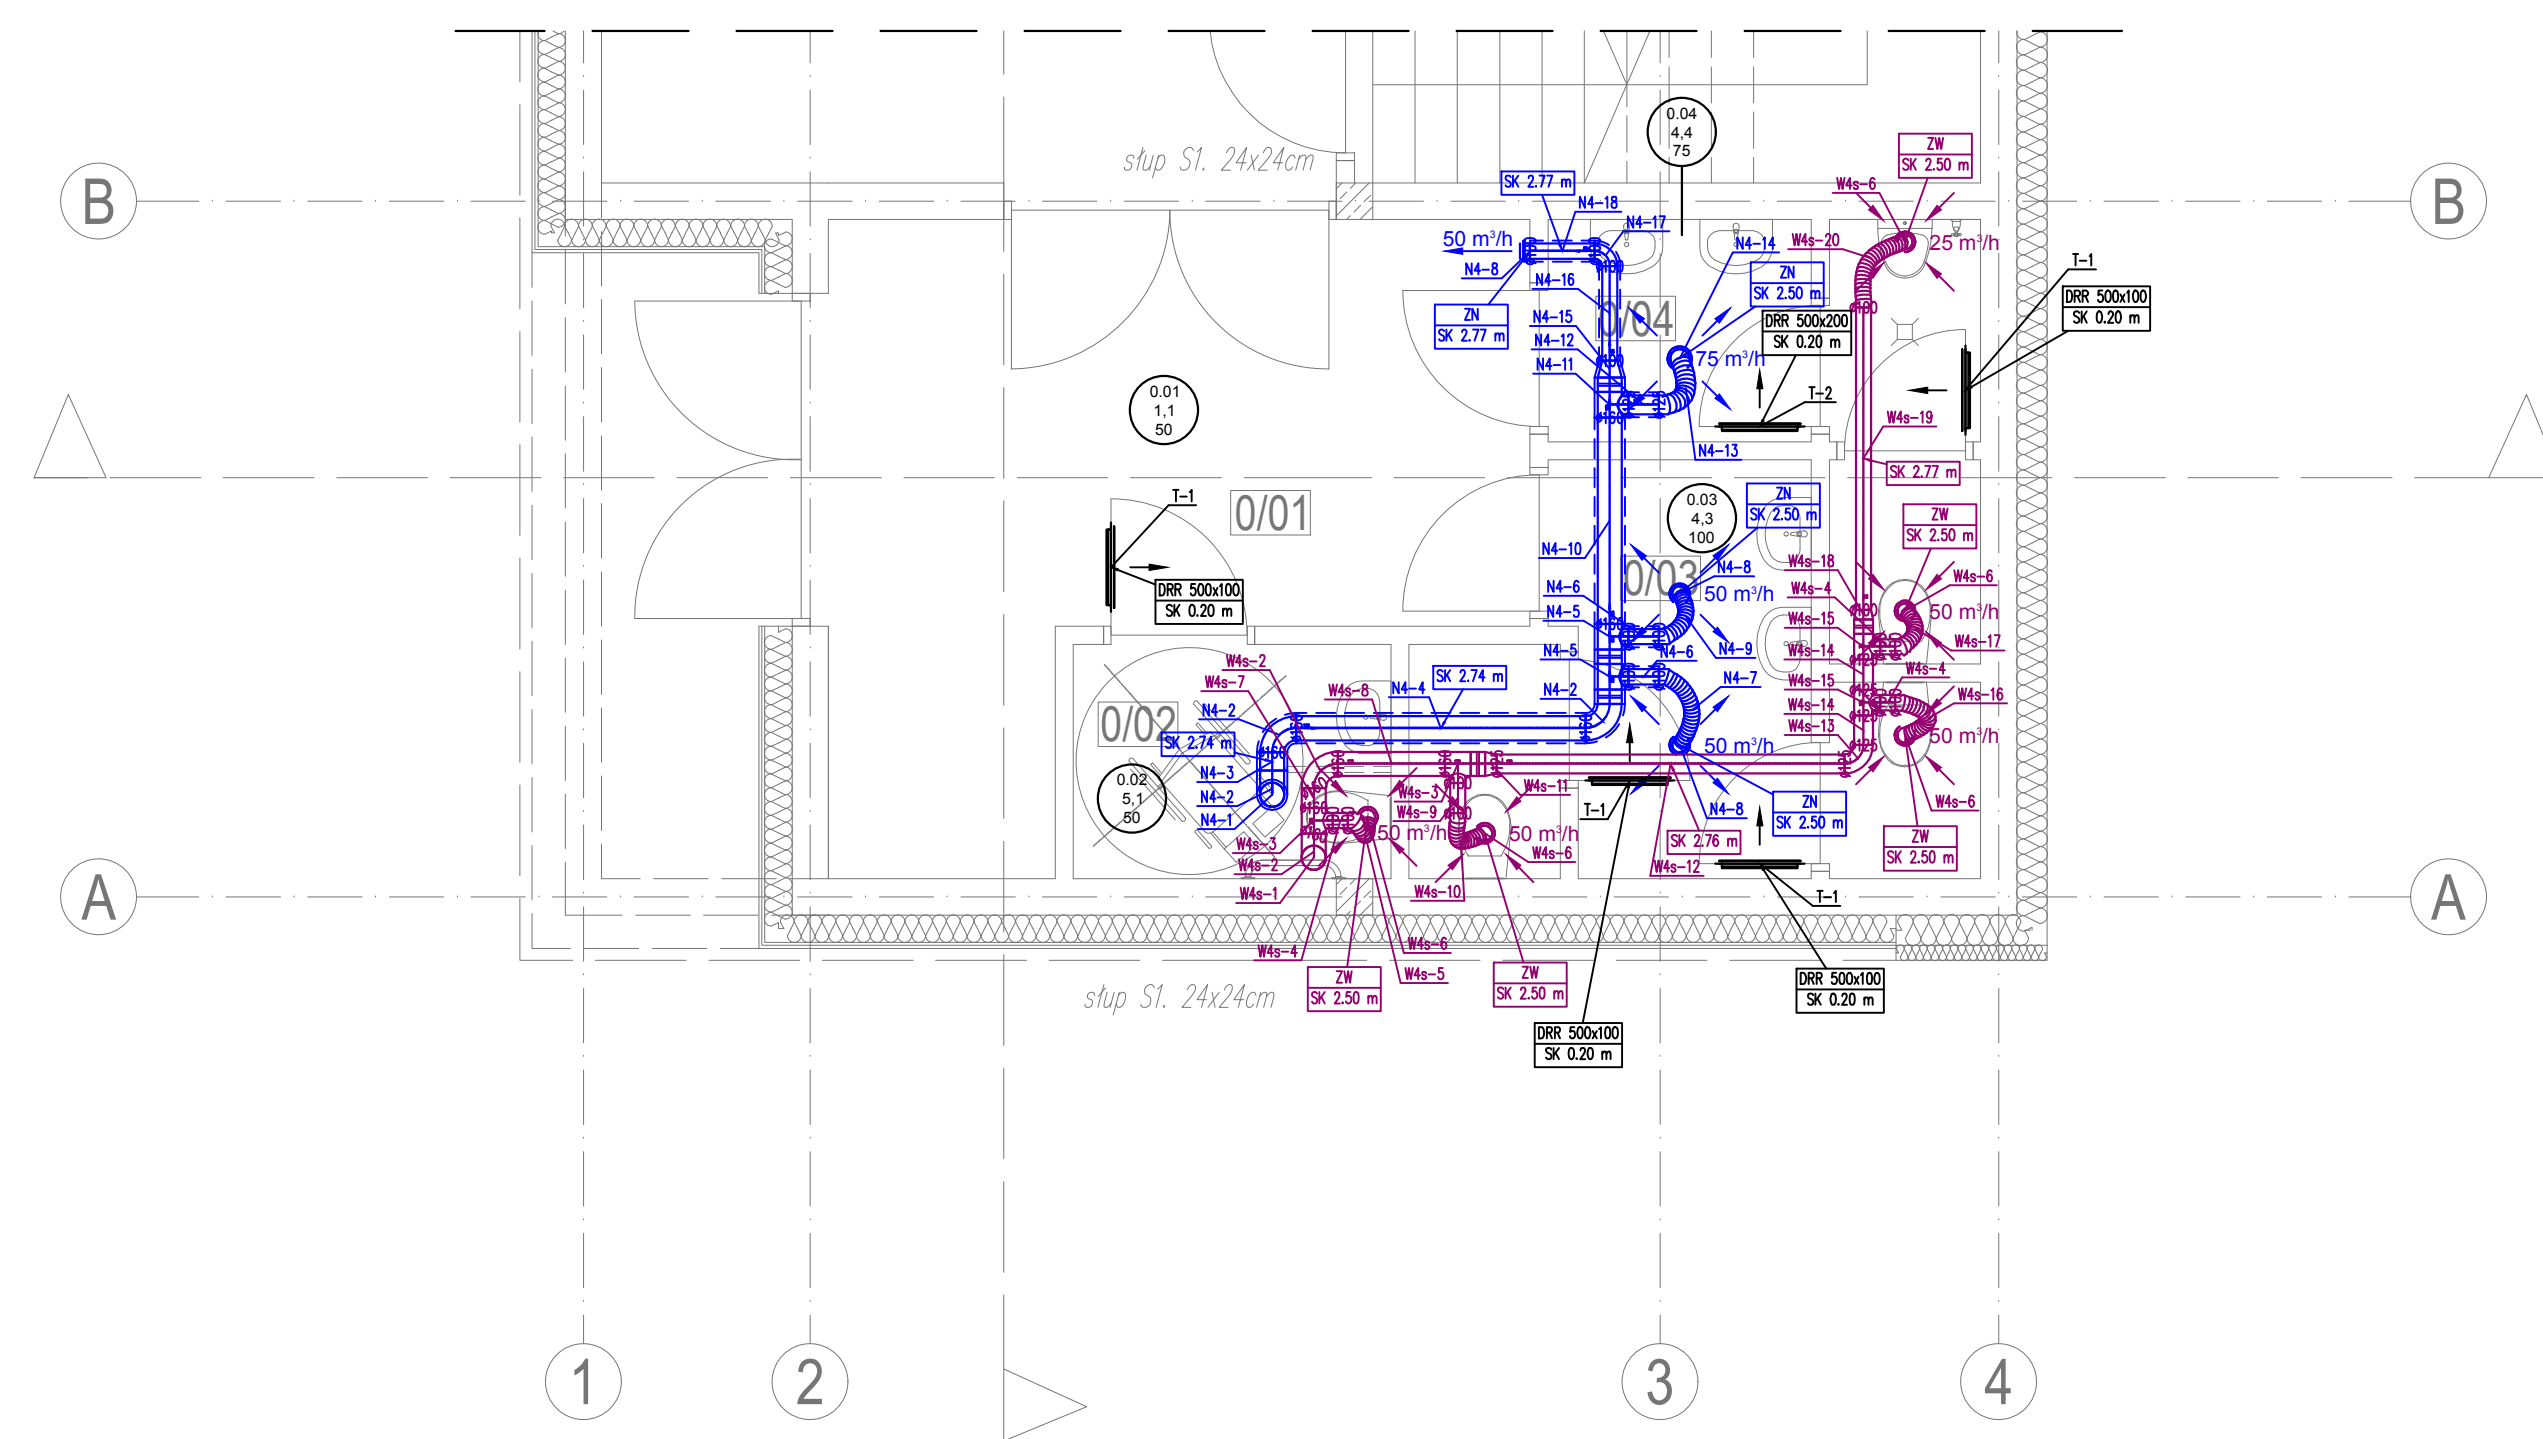 słup S1. 24x24cm
0.04
4,4
75
ZW
SK 2.50 m
W4s-6
B
B
SK 2.77 m
N4-18
N4-17
50 m³/h
N4-8
N4-14
W4s-20
25 m³/h
T-1
ZN
SK 2.50 m
N4-16
DRR 500x100
SK 0.20 m
ZN
SK 2.77 m
N4-15
0/04
ø100
DRR 500x200
SK 0.20 m
N4-12
N4-11
75 m³/h
T-2
0.01
1,1
50
ø160
W4s-19
N4-13
SK 2.77 m
T-1
0/01
0.03
4,3
100
ZN
SK 2.50 m
ZW
SK 2.50 m
N4-10
0/03
N4-8
W4s-18
W4s-6
DRR 500x100
SK 0.20 m
N4-6
N4-5
50 m³/h
W4s-4
W4s-15
50 m³/h
N4-5
N4-6
N4-9
W4s-14
W4s-17
W4s-4
W4s-2
W4s-7
W4s-8
N4-4
SK 2.74 m
N4-2
N4-7
W4s-15
W4s-16
0/02
N4-2
W4s-14
W4s-13
SK 2.74 m
ø125
50 m³/h
50 m³/h
0.02
5,1
50
N4-3
N4-2
N4-1
W4s-3
W4s-9
W4s-11
T-1
N4-8
ZN
SK 2.50 m
W4s-6
50 m³/h
50 m³/h
W4s-3
W4s-2
W4s-1
W4s-6
SK 2.76 m
W4s-12
ZW
SK 2.50 m
W4s-10
T-1
A
A
W4s-4
W4s-6
W4s-5
ZW
SK 2.50 m
ZW
SK 2.50 m
DRR 500x100
SK 0.20 m
słup S1. 24x24cm
DRR 500x100
SK 0.20 m
1
2
3
4